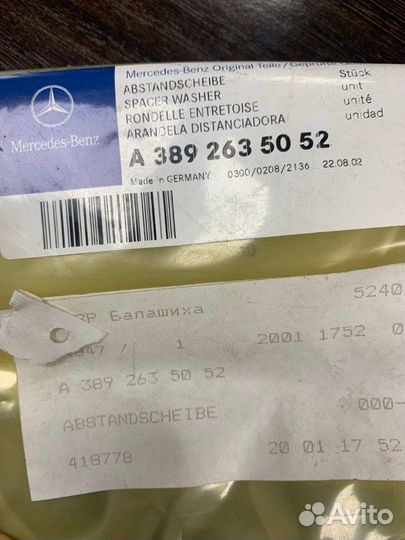 Mercedes-Benz Original-Teile/Geprüfte
ABSTANDSCHEIBE
SPACER WASHER
RONDELLE ENTRETOISE
ARANDELA DISTANCIADORA
Stück
unit
unité
unidad
Mercedes-Benz
A 389 263 50 52
Made in GERMANY 0300/0208/2136 22.08.02
Балашиха 5240
/ 1 2001 1752 0
A 389 263 50 52
ABSTANDSCHEIBE 000-
418778 20 01 17 52
Avito